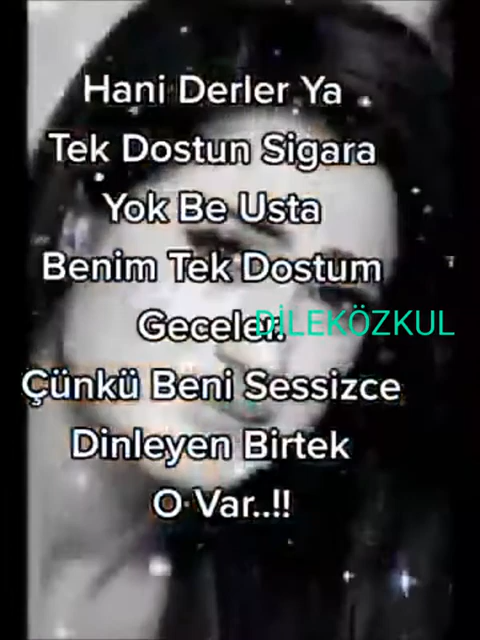 Hani Derler Ya
Tek Dostun Sigara
Yok Be Usta
Benim Tek Dostum
Geceler.
DİLEKÖZKUL
Çünkü Beni Sessizce
Dinleyen Birtek
O Var..!!